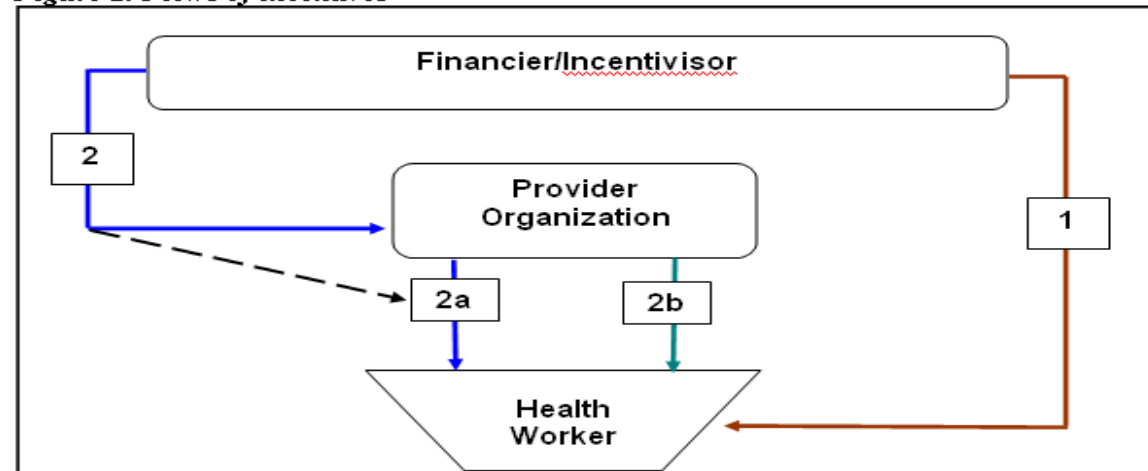 Financier/Incentivisor
2
Provider
Organization
1
2a
2b
Health
Worker